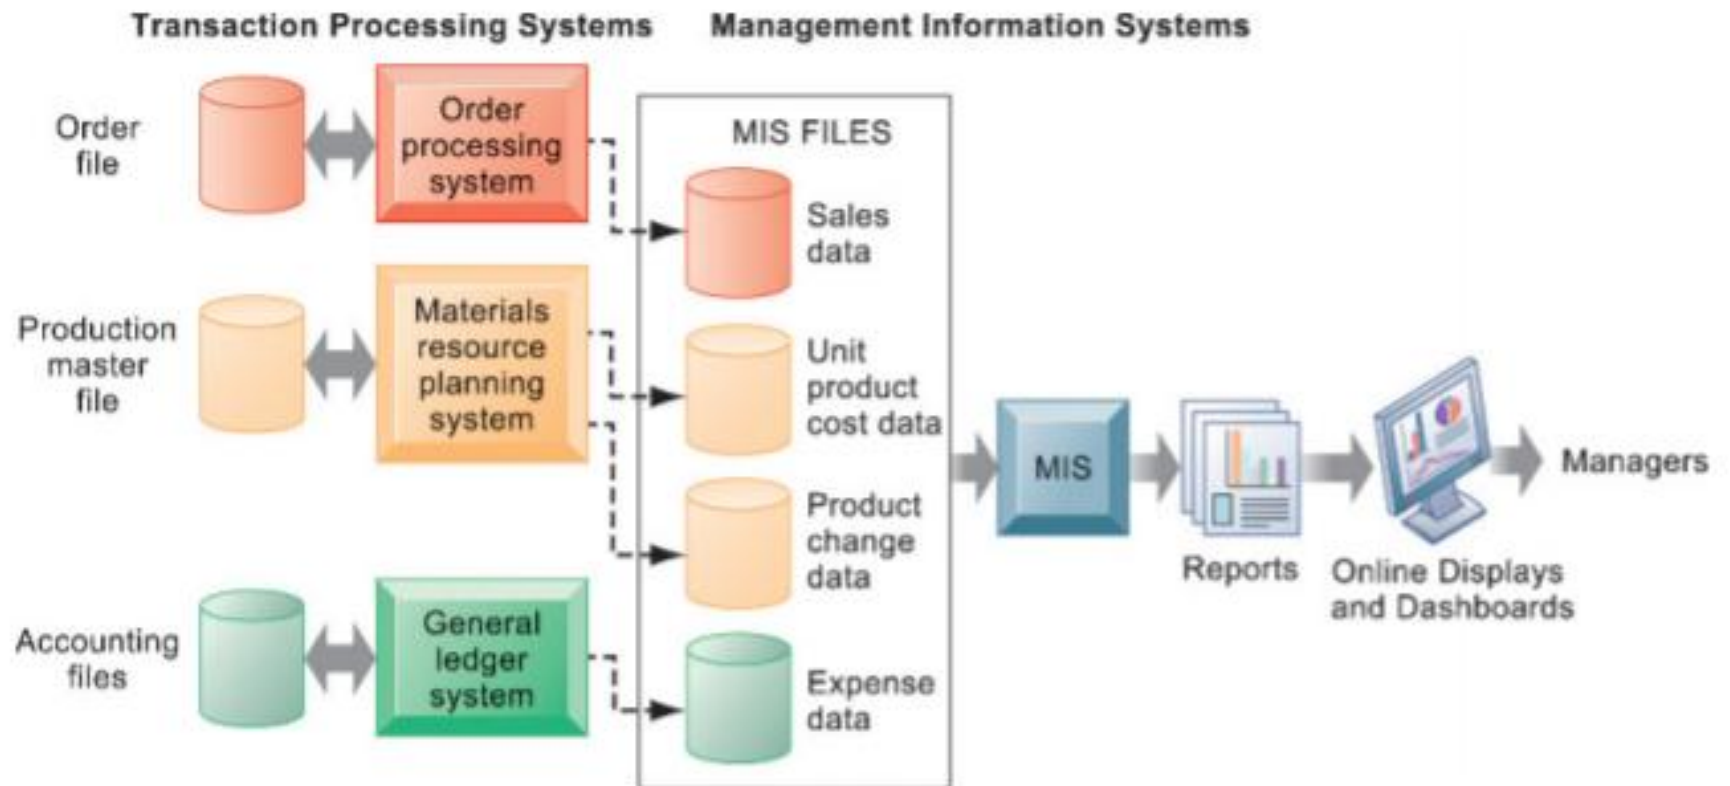 Transaction Processing Systems
Management Information Systems
Order
file
Order
processing
system
MIS FILES
Sales
data
Production
master
file
Materials
resource
planning
system
Unit
product
cost data
Product
change
data
MIS
Reports
Online Displays
and Dashboards
Managers
Accounting
files
General
ledger
system
Expense
data